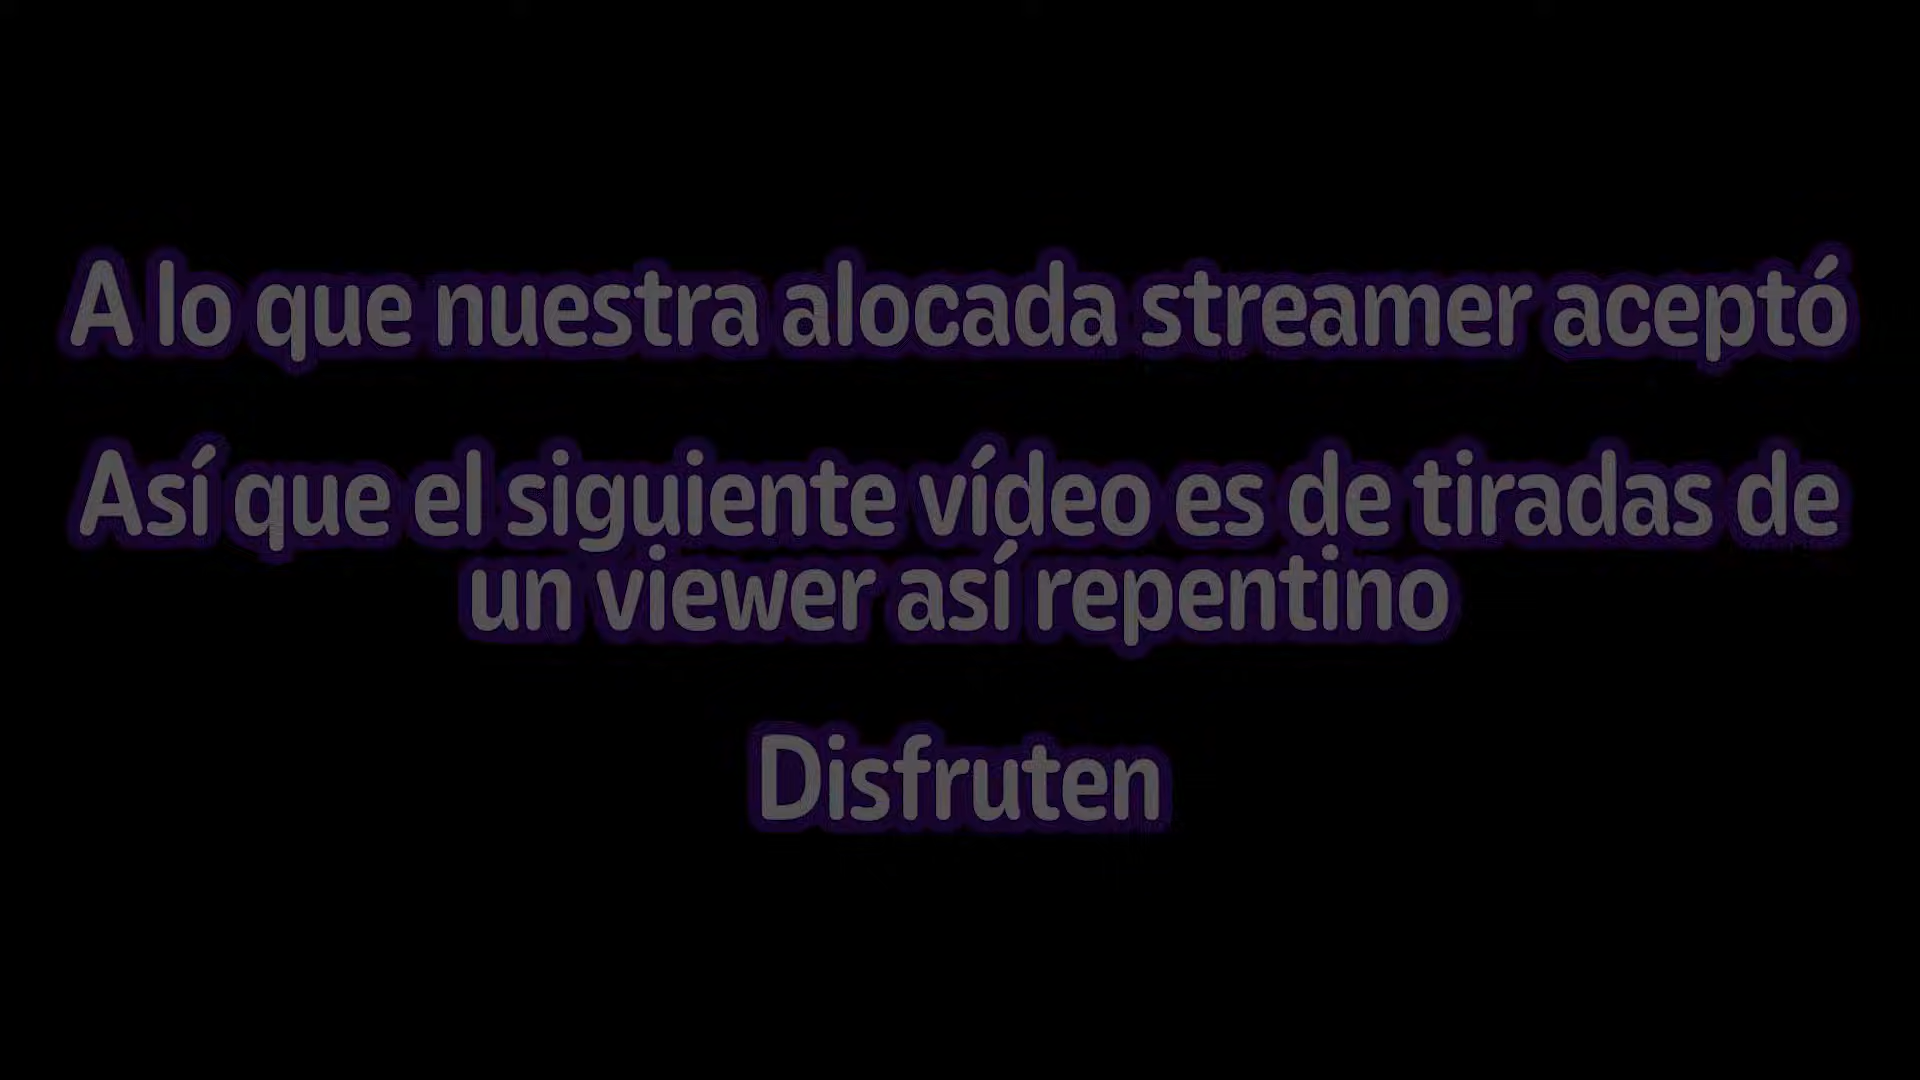 A lo que nuestra alocada streamer aceptó
Así que el siguiente vídeo es de tiradas de
un viewer así repentino
Disfruten